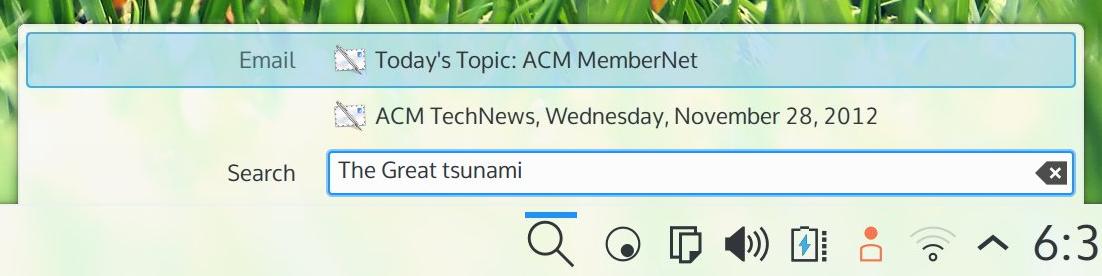 Email Today's Topic: ACM MemberNet
ACM TechNews, Wednesday, November 28, 2012
Search The Great tsunami
6:3